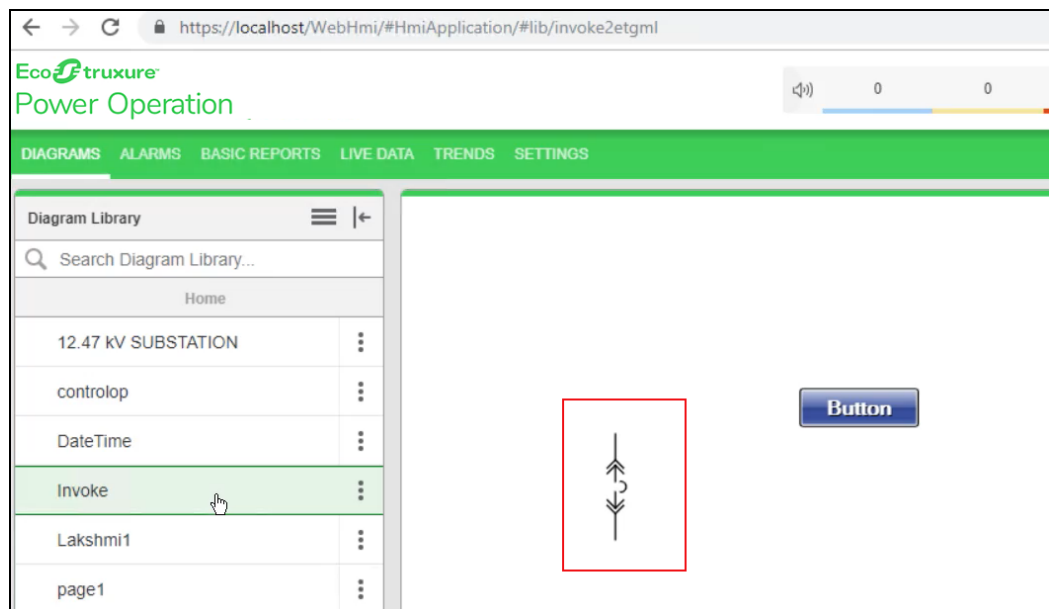 https://localhost/WebHmi/#HmiApplication/#lib/invoke2etgml
EcoStruxure
Power Operation
0 0
DIAGRAMS ALARMS BASIC REPORTS LIVE DATA TRENDS SETTINGS
Diagram Library
Search Diagram Library...
Home
12.47 kV SUBSTATION
controlop
Button
DateTime
Invoke
Lakshmi1
page1